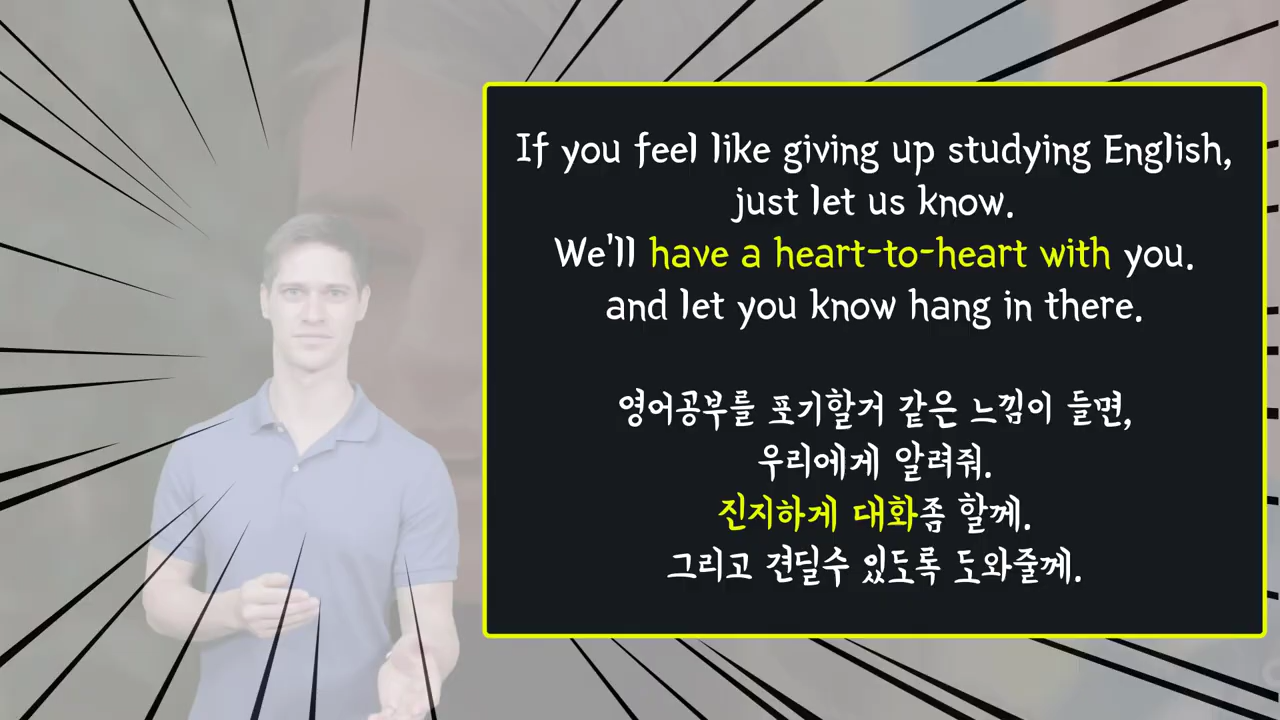 If you feel like giving up studying English,
just let us know.
We'll have a heart-to-heart with you.
and let you know hang in there.
영어공부를 포기할거 같은 느낌이 들면,
우리에게 알려줘.
진지하게 대화좀 할께.
그리고 견딜수 있도록 도와줄께.